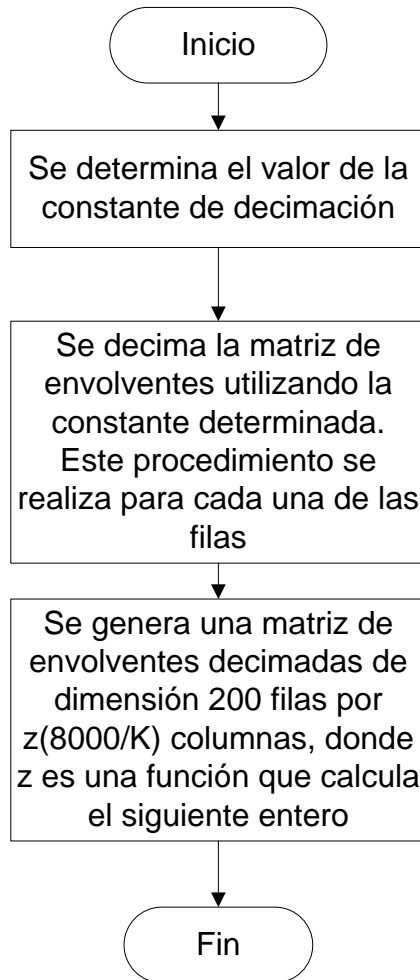 Inicio
Se determina el valor de la
constante de decimación
Se decima la matriz de
envolventes utilizando la
constante determinada.
Este procedimiento se
realiza para cada una de las
filas
Se genera una matriz de
envolventes decimadas de
dimensión 200 filas por
z(8000/K) columnas, donde
z es una función que calcula
el siguiente entero
Fin